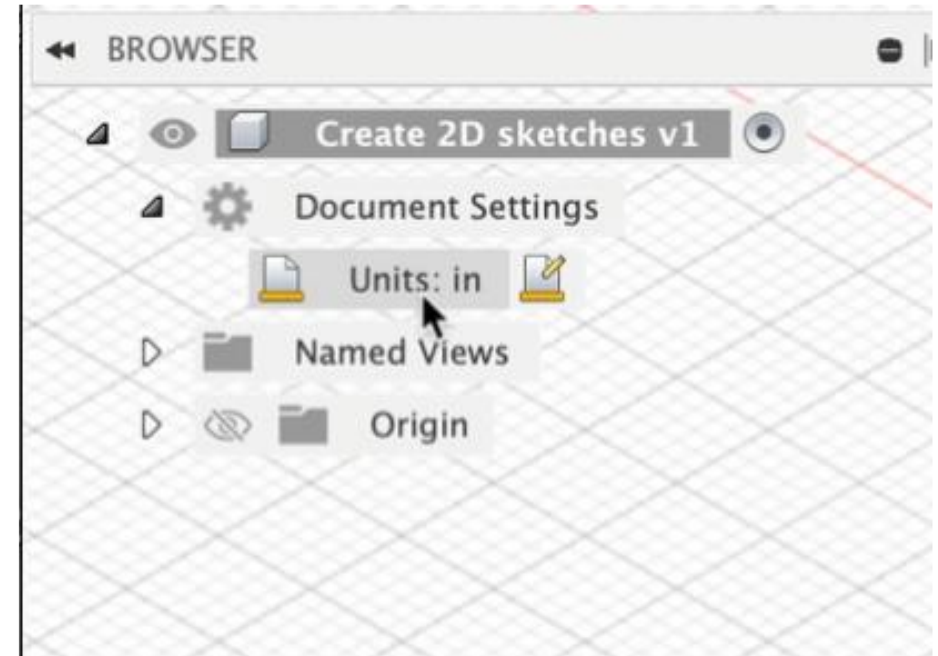 BROWSER
Create 2D sketches v1
Document Settings
Units: in
Named Views
Origin